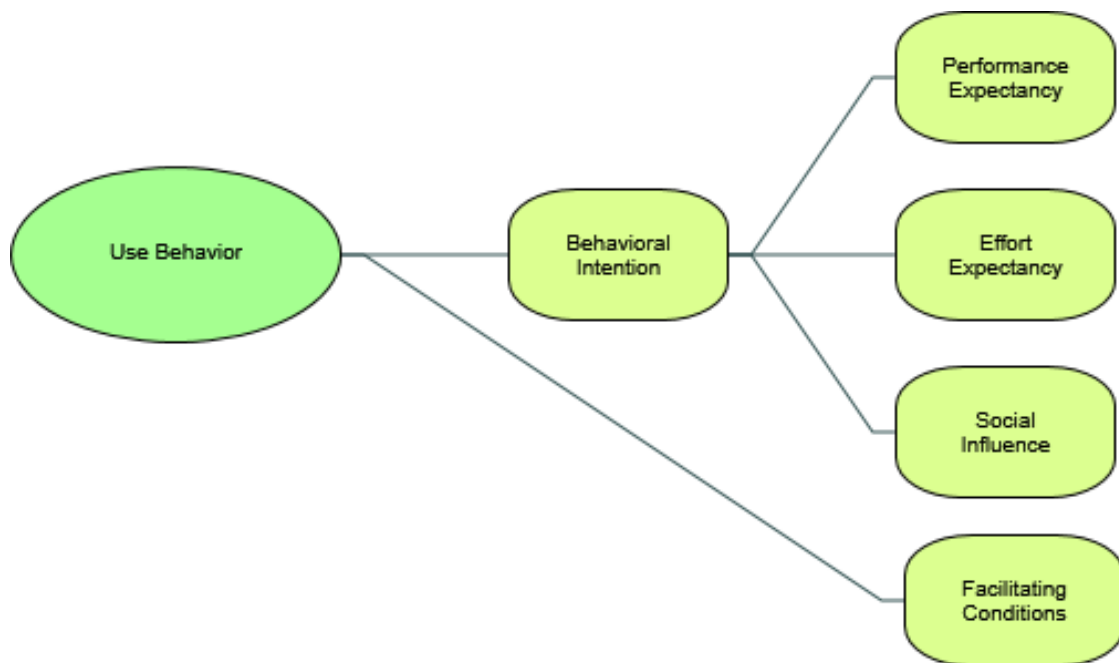 Performance
Expectancy
Use Behavior
Behavioral
Intention
Effort
Expectancy
Social
Influence
Facilitating
Conditions